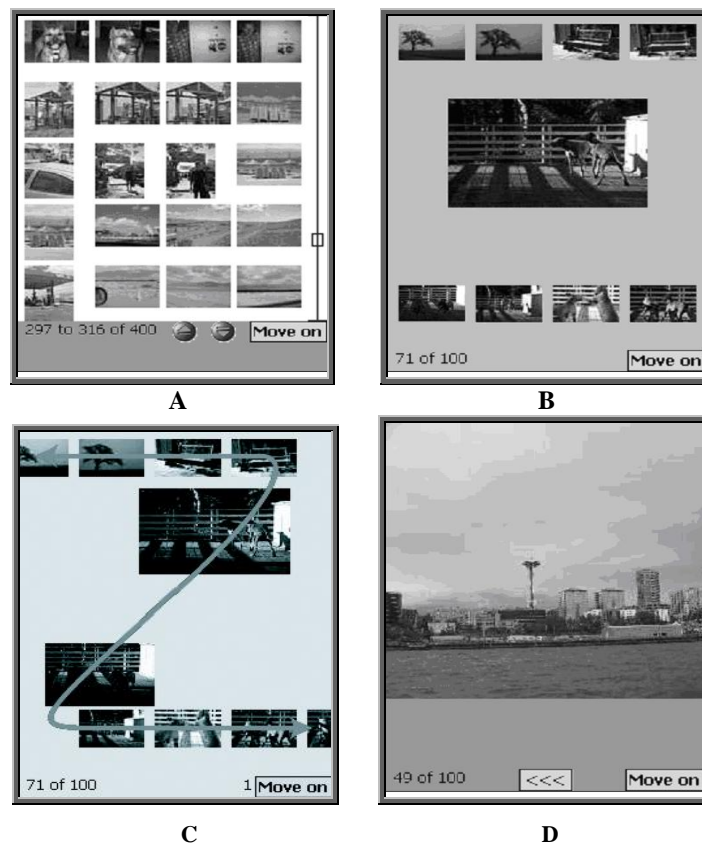 297 to 316 of 400 Move on
71 of 100 Move on
A B
71 of 100 1 Move on
49 of 100 <<< Move on
C D